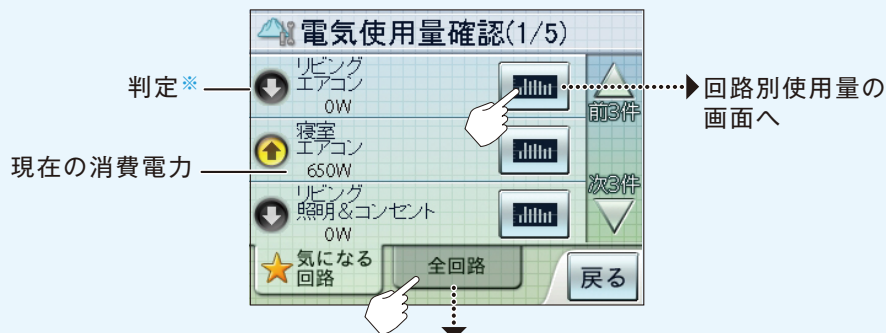 電気使用量確認(1/5)
リビング
エアコン
0W
判定※
回路別使用量の
画面へ
前3件
寝室
エアコン
650W
現在の消費電力
リビング
照明&コンセント
0W
次3件
気になる
回路
全回路
戻る